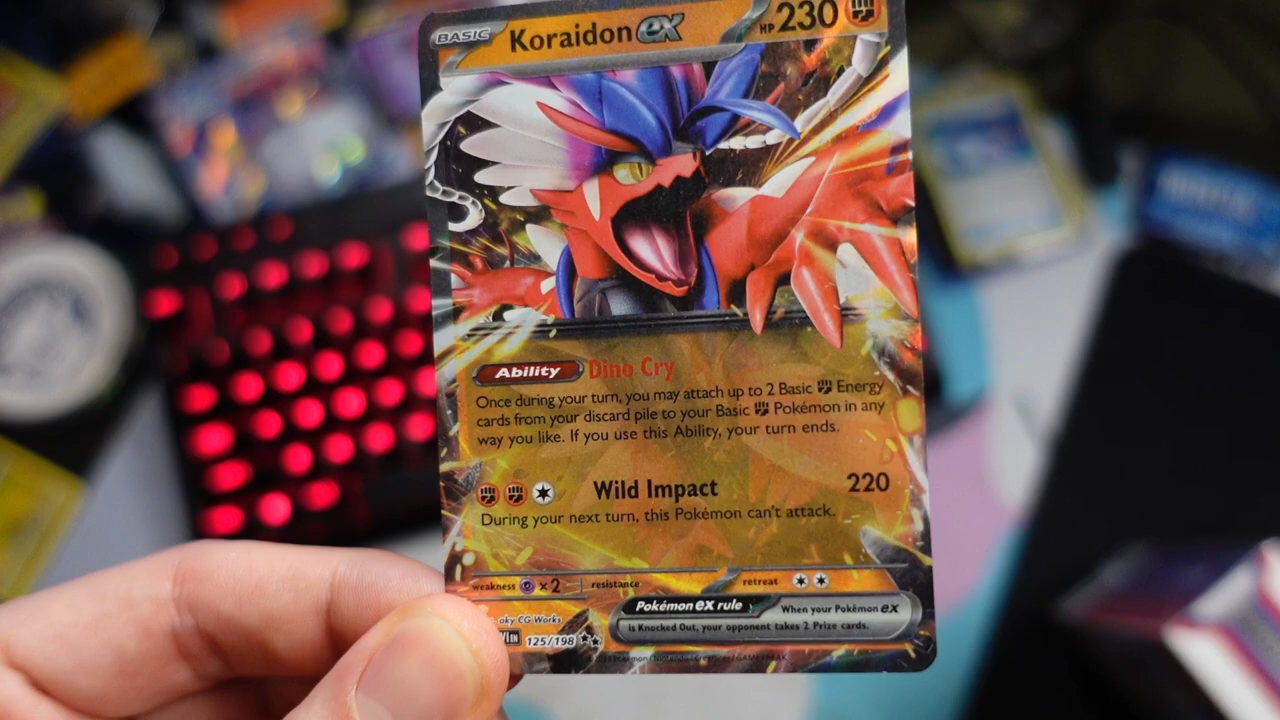 BASIC Koraidon ex HP 230
Ability Dino Cry
Once during your turn, you may attach up to 2 Basic Energy
cards from your discard pile to your Basic Pokémon in any
way you like. If you use this Ability, your turn ends.
Wild Impact 220
During your next turn, this Pokémon can't attack.
weakness ×2 resistance retreat
Pokémon ex rule When your Pokémon ex
is Knocked Out, your opponent takes 2 Prize cards.
CG Works
EN 125/198